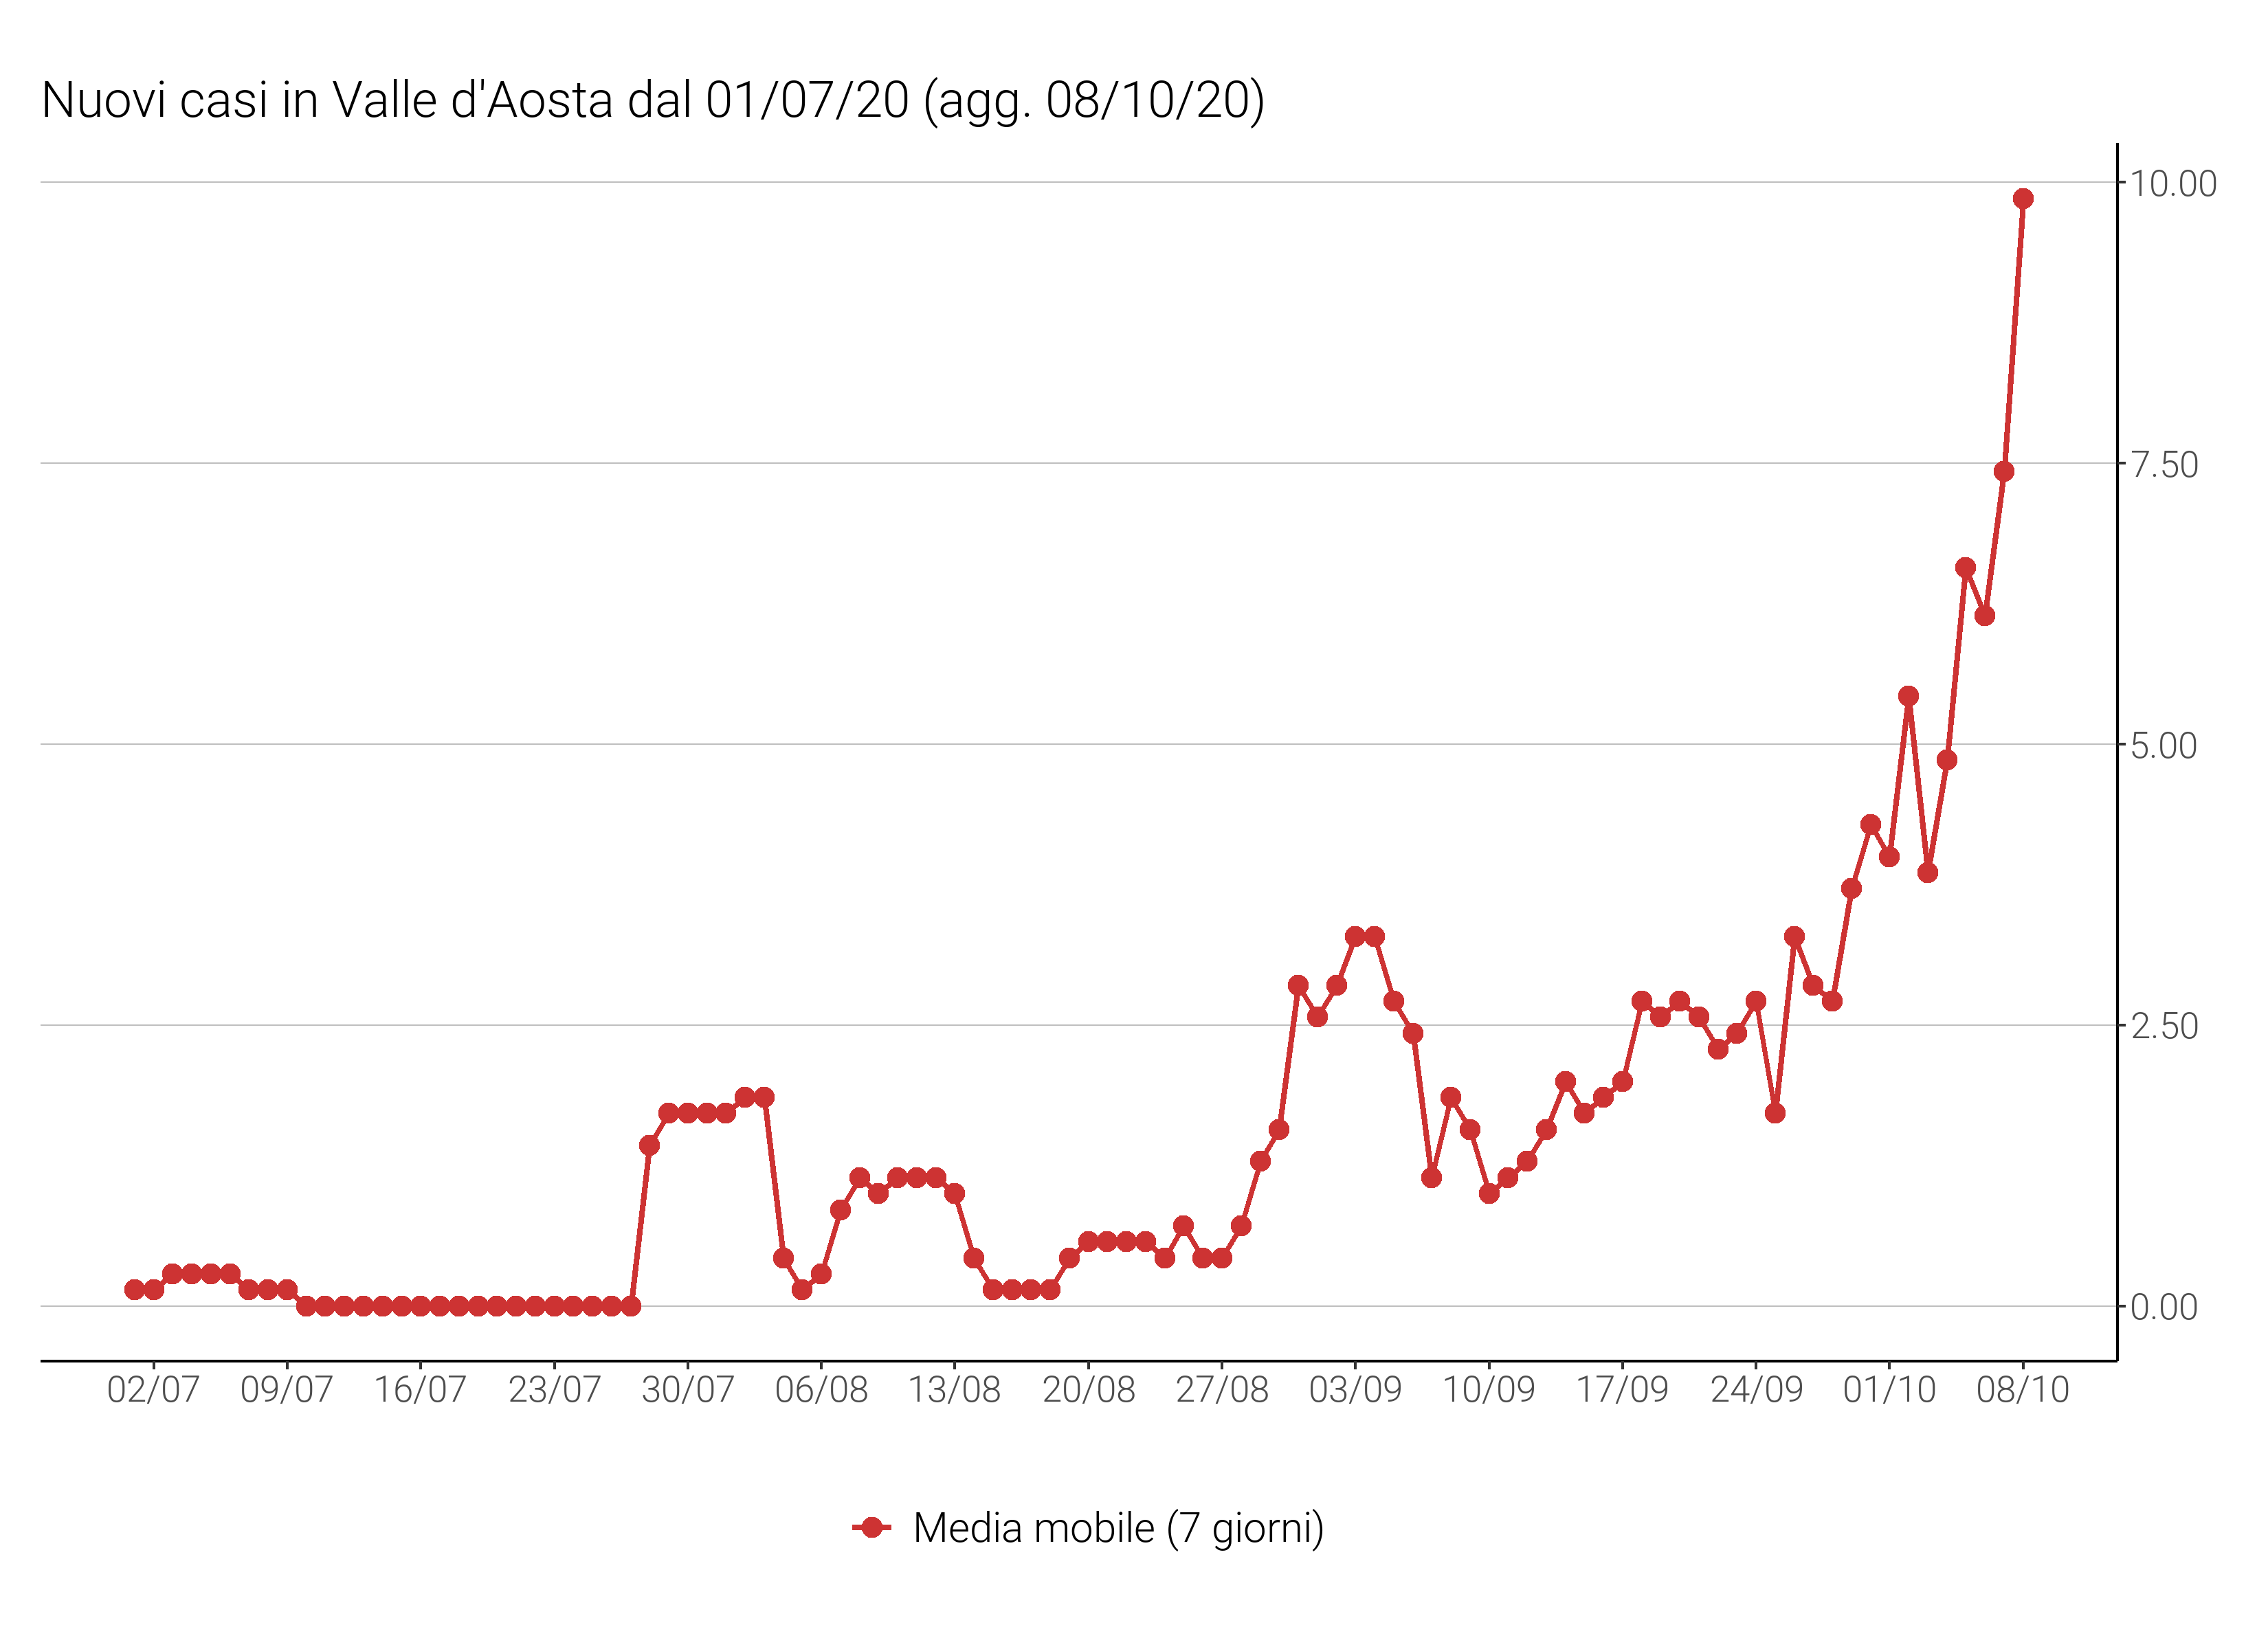 Nuovi casi in Valle d'Aosta dal 01/07/20 (agg. 08/10/20)
10.00
7.50
5.00
2.50
0.00
02/07 09/07 16/07 23/07 30/07 06/08 13/08 20/08 27/08 03/09 10/09 17/09 24/09 01/10 08/10
Media mobile (7 giorni)